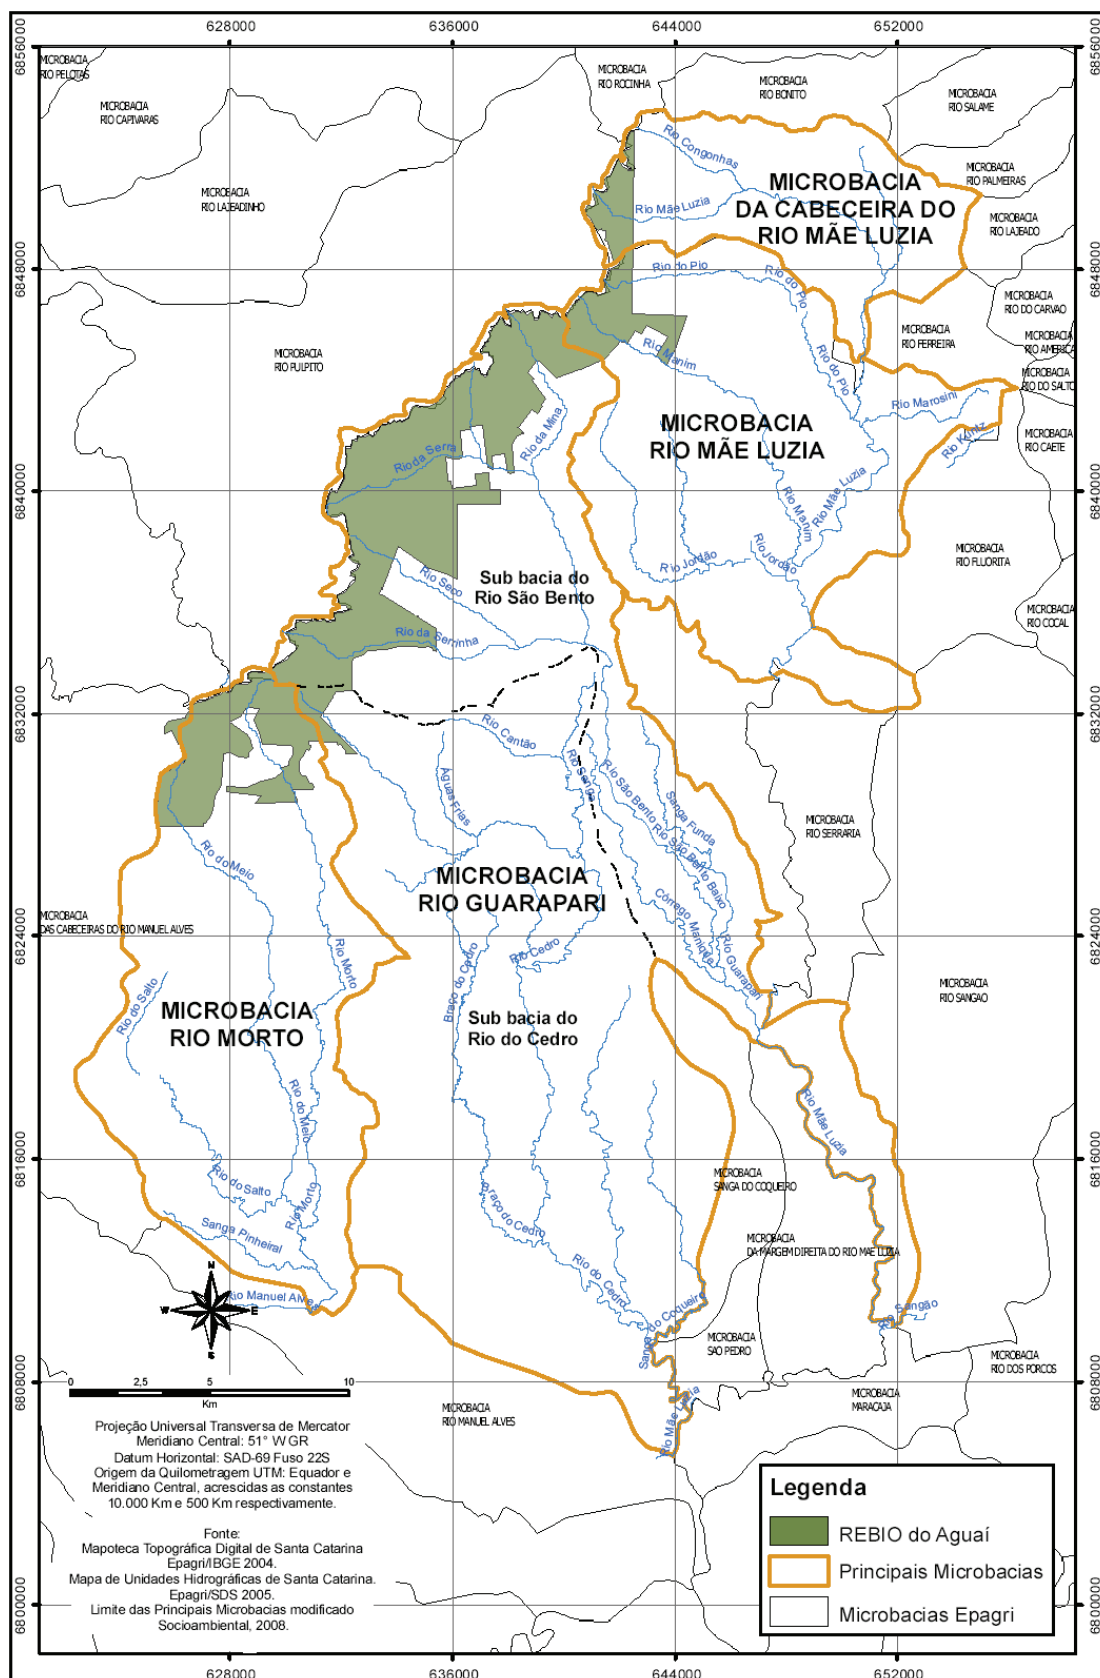 628000
636000
644000
652000
6856000
6856000
MICROBACIA
RIO PELOTAS
MICROBACIA
RIO CAPIVARAS
MICROBACIA
RIO ROCINHA
MICROBACIA
RIO BONITO
MICROBACIA
RIO SALAME
MICROBACIA
RIO PALMEIRAS
MICROBACIA
RIO LAJEADINHO
Rio Congonhas
MICROBACIA
DA CABECEIRA DO
RIO MÃE LUZIA
Rio Mãe Luzia
MICROBACIA
RIO LAJEADO
6848000
6848000
Rio do Pio
Rio do Pio
MICROBACIA
RIO DO CARVAO
MICROBACIA
RIO FERREIRA
MICROBACIA
RIO AMERICA
MICROBACIA
RIO PULPITO
Rio Manim
Rio do Pio
MICROBACIA
RIO DO SALTO
Rio Marosini
MICROBACIA
RIO MÃE LUZIA
Rio da Mina
Rio Kuntz
MICROBACIA
RIO CAETE
Rio da Serra
6840000
6840000
Rio Mãe Luzia
Rio Manim
Rio Jordão
Rio Jordão
MICROBACIA
RIO FLUORITA
Rio Seco
Sub bacia do
Rio São Bento
MICROBACIA
RIO COCAL
Rio da Serrinha
6832000
6832000
Rio Cantão
Rio Sanga
Águas Frias
Rio São Bento
Rio São Bento Baixo
Sanga Funda
MICROBACIA
RIO SERRARIA
Rio do Meio
MICROBACIA
RIO GUARAPARI
Córrego Maniqua
Rio Guarapari
MICROBACIA
DAS CABECEIRAS DO RIO MANUEL ALVES
6824000
6824000
Rio Morto
Braço do Cedro
Rio Cedro
Rio do Salto
MICROBACIA
RIO MORTO
Sub bacia do
Rio do Cedro
MICROBACIA
RIO SANGAO
Rio do Meio
Rio Mãe Luzia
6816000
6816000
Rio do Salto
Rio Morto
Braço do Cedro
MICROBACIA
SANGA DO COQUEIRO
Sanga Pinheiral
MICROBACIA
DA MARGEM DIREITA DO RIO MAE LUZIA
Rio do Cedro
N
W
E
S
Rio Manuel Alves
Sanga do Coqueiro
Sangão
MICROBACIA
SAO PEDRO
MICROBACIA
RIO DOS PORCOS
6808000
6808000
0 2,5 5 10
Km
MICROBACIA
RIO MANUEL ALVES
Rio Mãe Luzia
MICROBACIA
MARACAJA
Projeção Universal Transversa de Mercator
Meridiano Central: 51° W GR
Datum Horizontal: SAD-69 Fuso 22S
Origem da Quilometragem UTM: Equador e
Meridiano Central, acrescidas as constantes
10.000 Km e 500 Km respectivamente.
Fonte:
Mapoteca Topográfica Digital de Santa Catarina
Epagri/IBGE 2004.
Mapa de Unidades Hidrográficas de Santa Catarina.
Epagri/SDS 2005.
Limite das Principais Microbacias modificado
Socioambiental, 2008.
Legenda
REBIO do Aguaí
Principais Microbacias
Microbacias Epagri
6800000
6800000
628000
636000
644000
652000